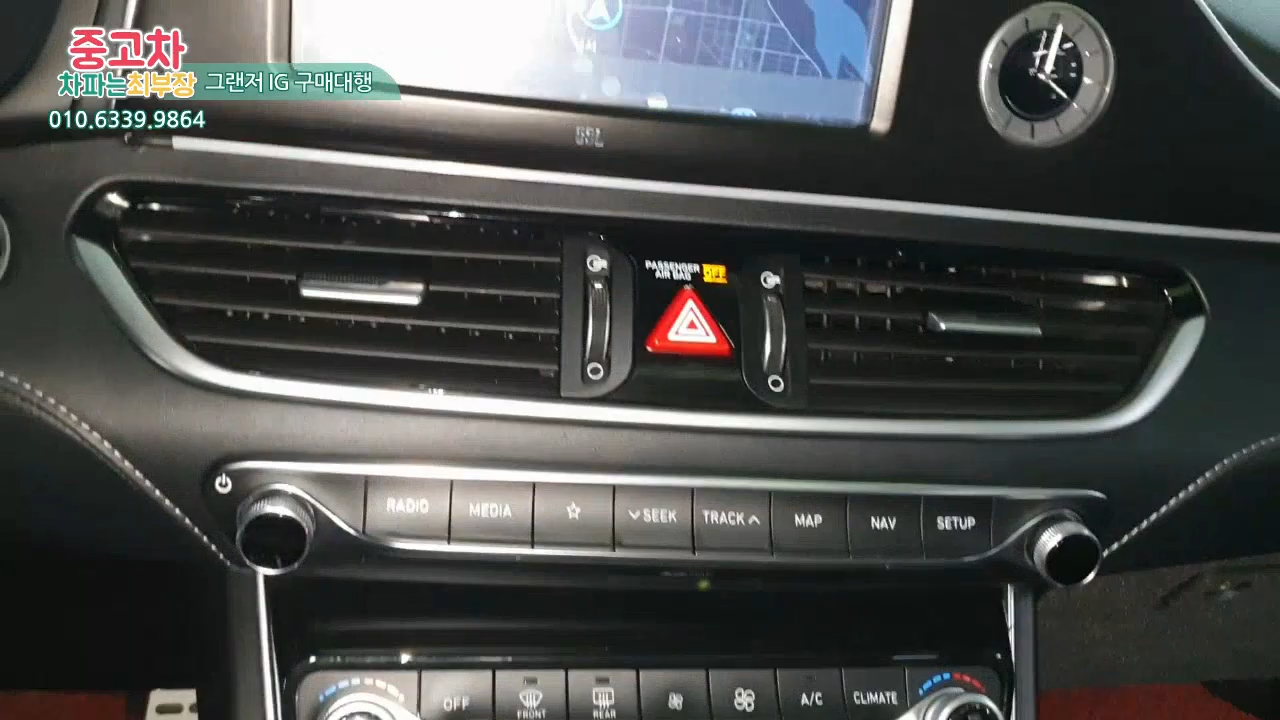 중고차
차파는최부장 그랜저 IG 구매대행
010.6339.9864
PASSENGER
AIR BAG OFF
RADIO MEDIA SEEK TRACK MAP NAV SETUP
OFF FRONT REAR A/C CLIMATE